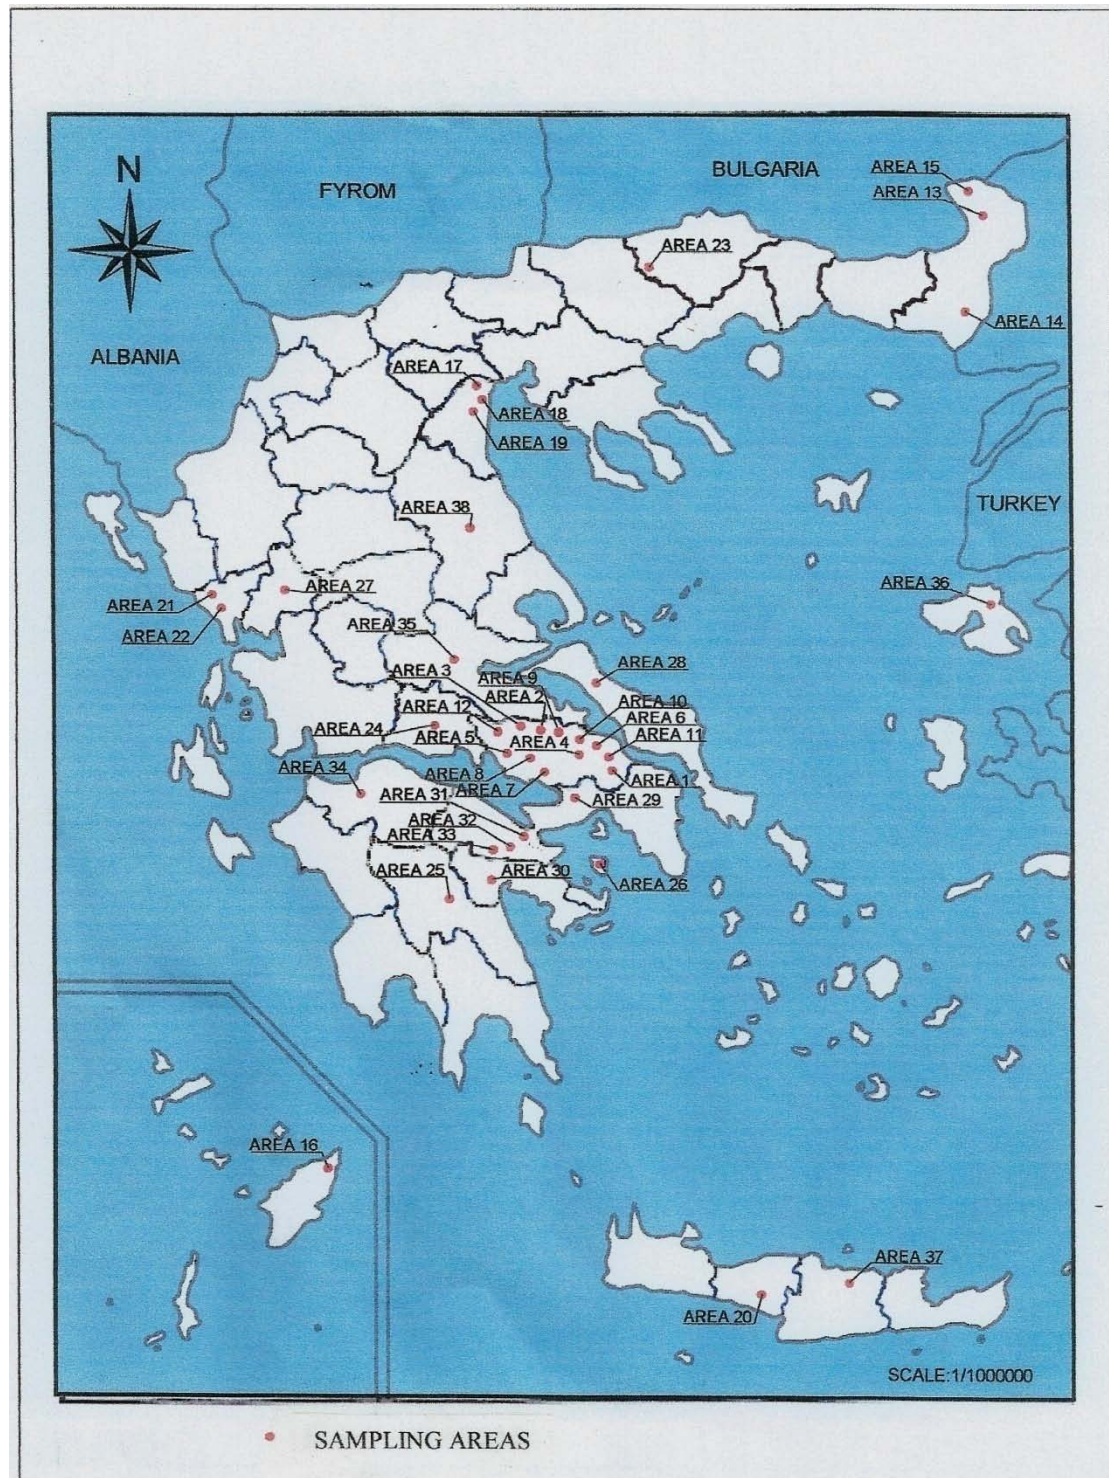 N
FYROM
BULGARIA
AREA 15
AREA 13
AREA 23
AREA 14
ALBANIA
AREA 17
AREA 18
AREA 19
AREA 38
TURKEY
AREA 36
AREA 27
AREA 21
AREA 22
AREA 35
AREA 3
AREA 9
AREA 28
AREA 2
AREA 10
AREA 12
AREA 6
AREA 24
AREA 4
AREA 11
AREA 5
AREA 8
AREA 1
AREA 7
AREA 34
AREA 31
AREA 29
AREA 32
AREA 33
AREA 25
AREA 30
AREA 26
AREA 16
AREA 37
AREA 20
SCALE:1/1000000
SAMPLING AREAS